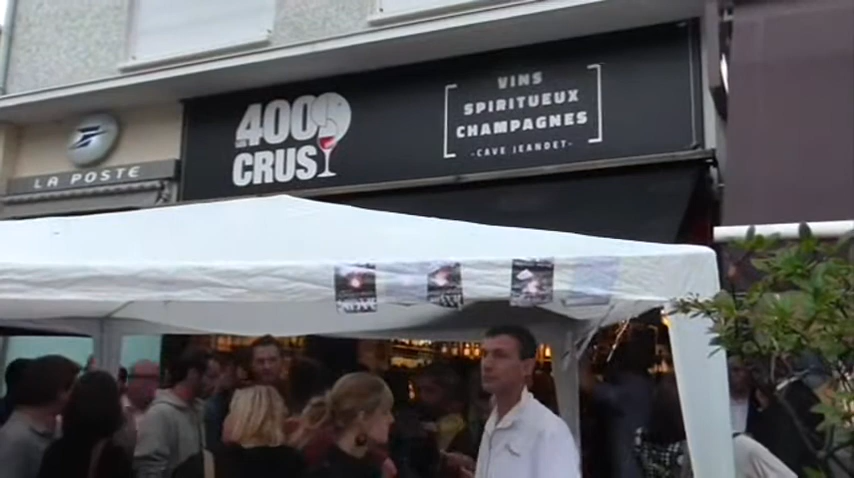 LA POSTE
4000
CRUS
VINS
SPIRITUEUX
CHAMPAGNES
- CAVE JEANDET -